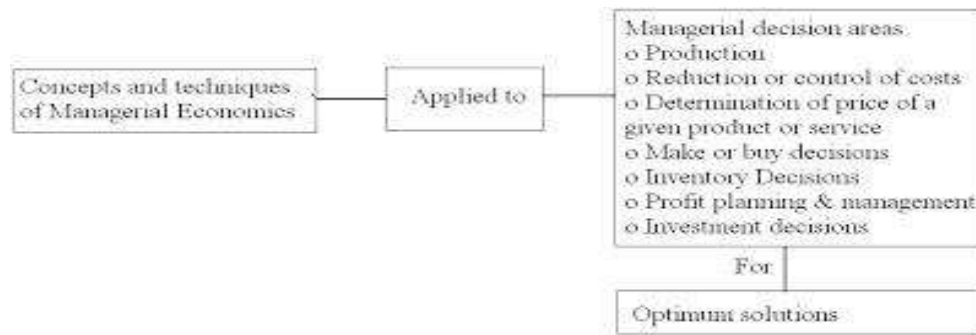 Concepts and techniques
of Managerial Economics
Applied to
Managerial decision areas
o Production
o Reduction or control of costs
o Determination of price of a
given product or service
o Make or buy decisions
o Inventory Decisions
o Profit planning & management
o Investment decisions
For
Optimum solutions